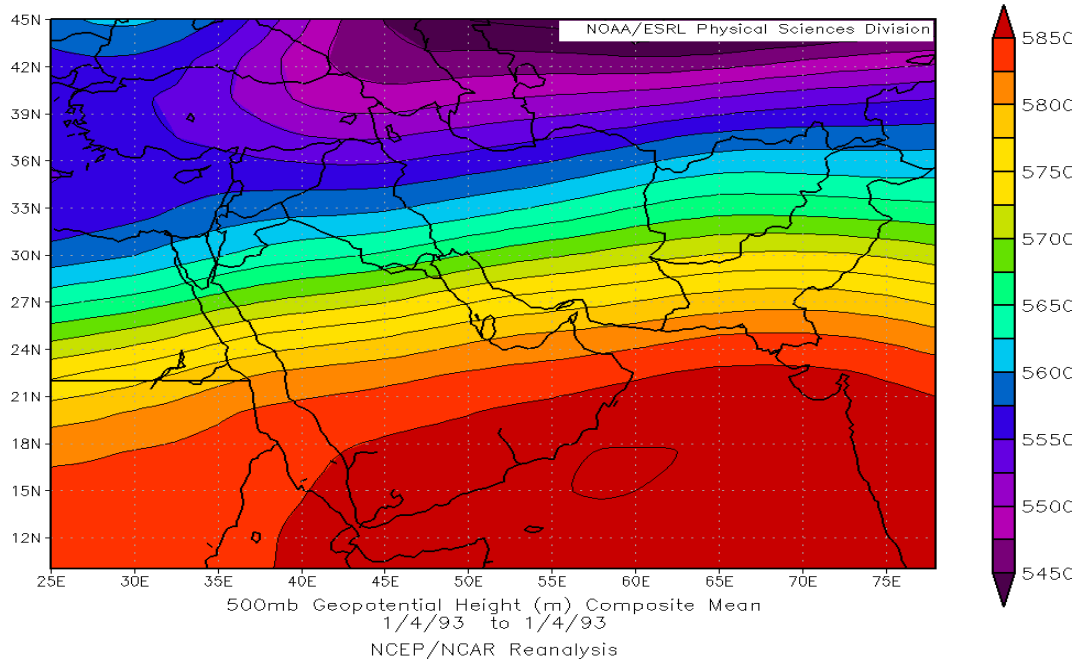 NOAA/ESRL Physical Sciences Division
45N
42N
39N
36N
33N
30N
27N
24N
21N
18N
15N
12N
25E 30E 35E 40E 45E 50E 55E 60E 65E 70E 75E
5850
5800
5750
5700
5650
5600
5550
5500
5450
500mb Geopotential Height (m) Composite Mean
1/4/93 to 1/4/93
NCEP/NCAR Reanalysis